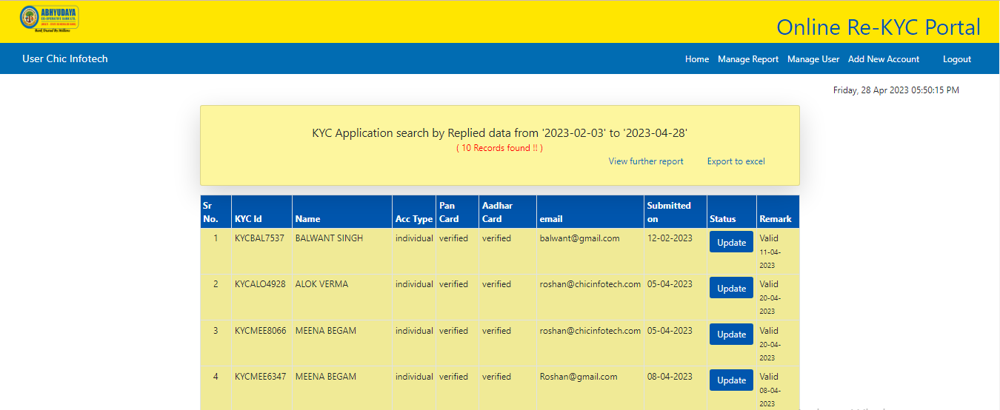 ABHYUDAYA
CO-OPERATIVE BANK LTD.
Bank Trusted By Millions
Online Re-KYC Portal
User Chic Infotech
Home Manage Report Manage User Add New Account Logout
Friday, 28 Apr 2023 05:50:15 PM
KYC Application search by Replied data from '2023-02-03' to '2023-04-28'
( 10 Records found !! )
View further report Export to excel
Sr No. KYC Id Name Acc Type Pan Card Aadhar Card email Submitted on Status Remark
1 KYCBAL7537 BALWANT SINGH individual verified verified balwant@gmail.com 12-02-2023 Update Valid 11-04-2023
2 KYCALO4928 ALOK VERMA individual verified verified roshan@chicinfotech.com 05-04-2023 Update Valid 20-04-2023
3 KYCMEE8066 MEENA BEGAM individual verified verified roshan@chicinfotech.com 05-04-2023 Update Valid 20-04-2023
4 KYCMEE6347 MEENA BEGAM individual verified verified Roshan@gmail.com 08-04-2023 Update Valid 08-04-2023